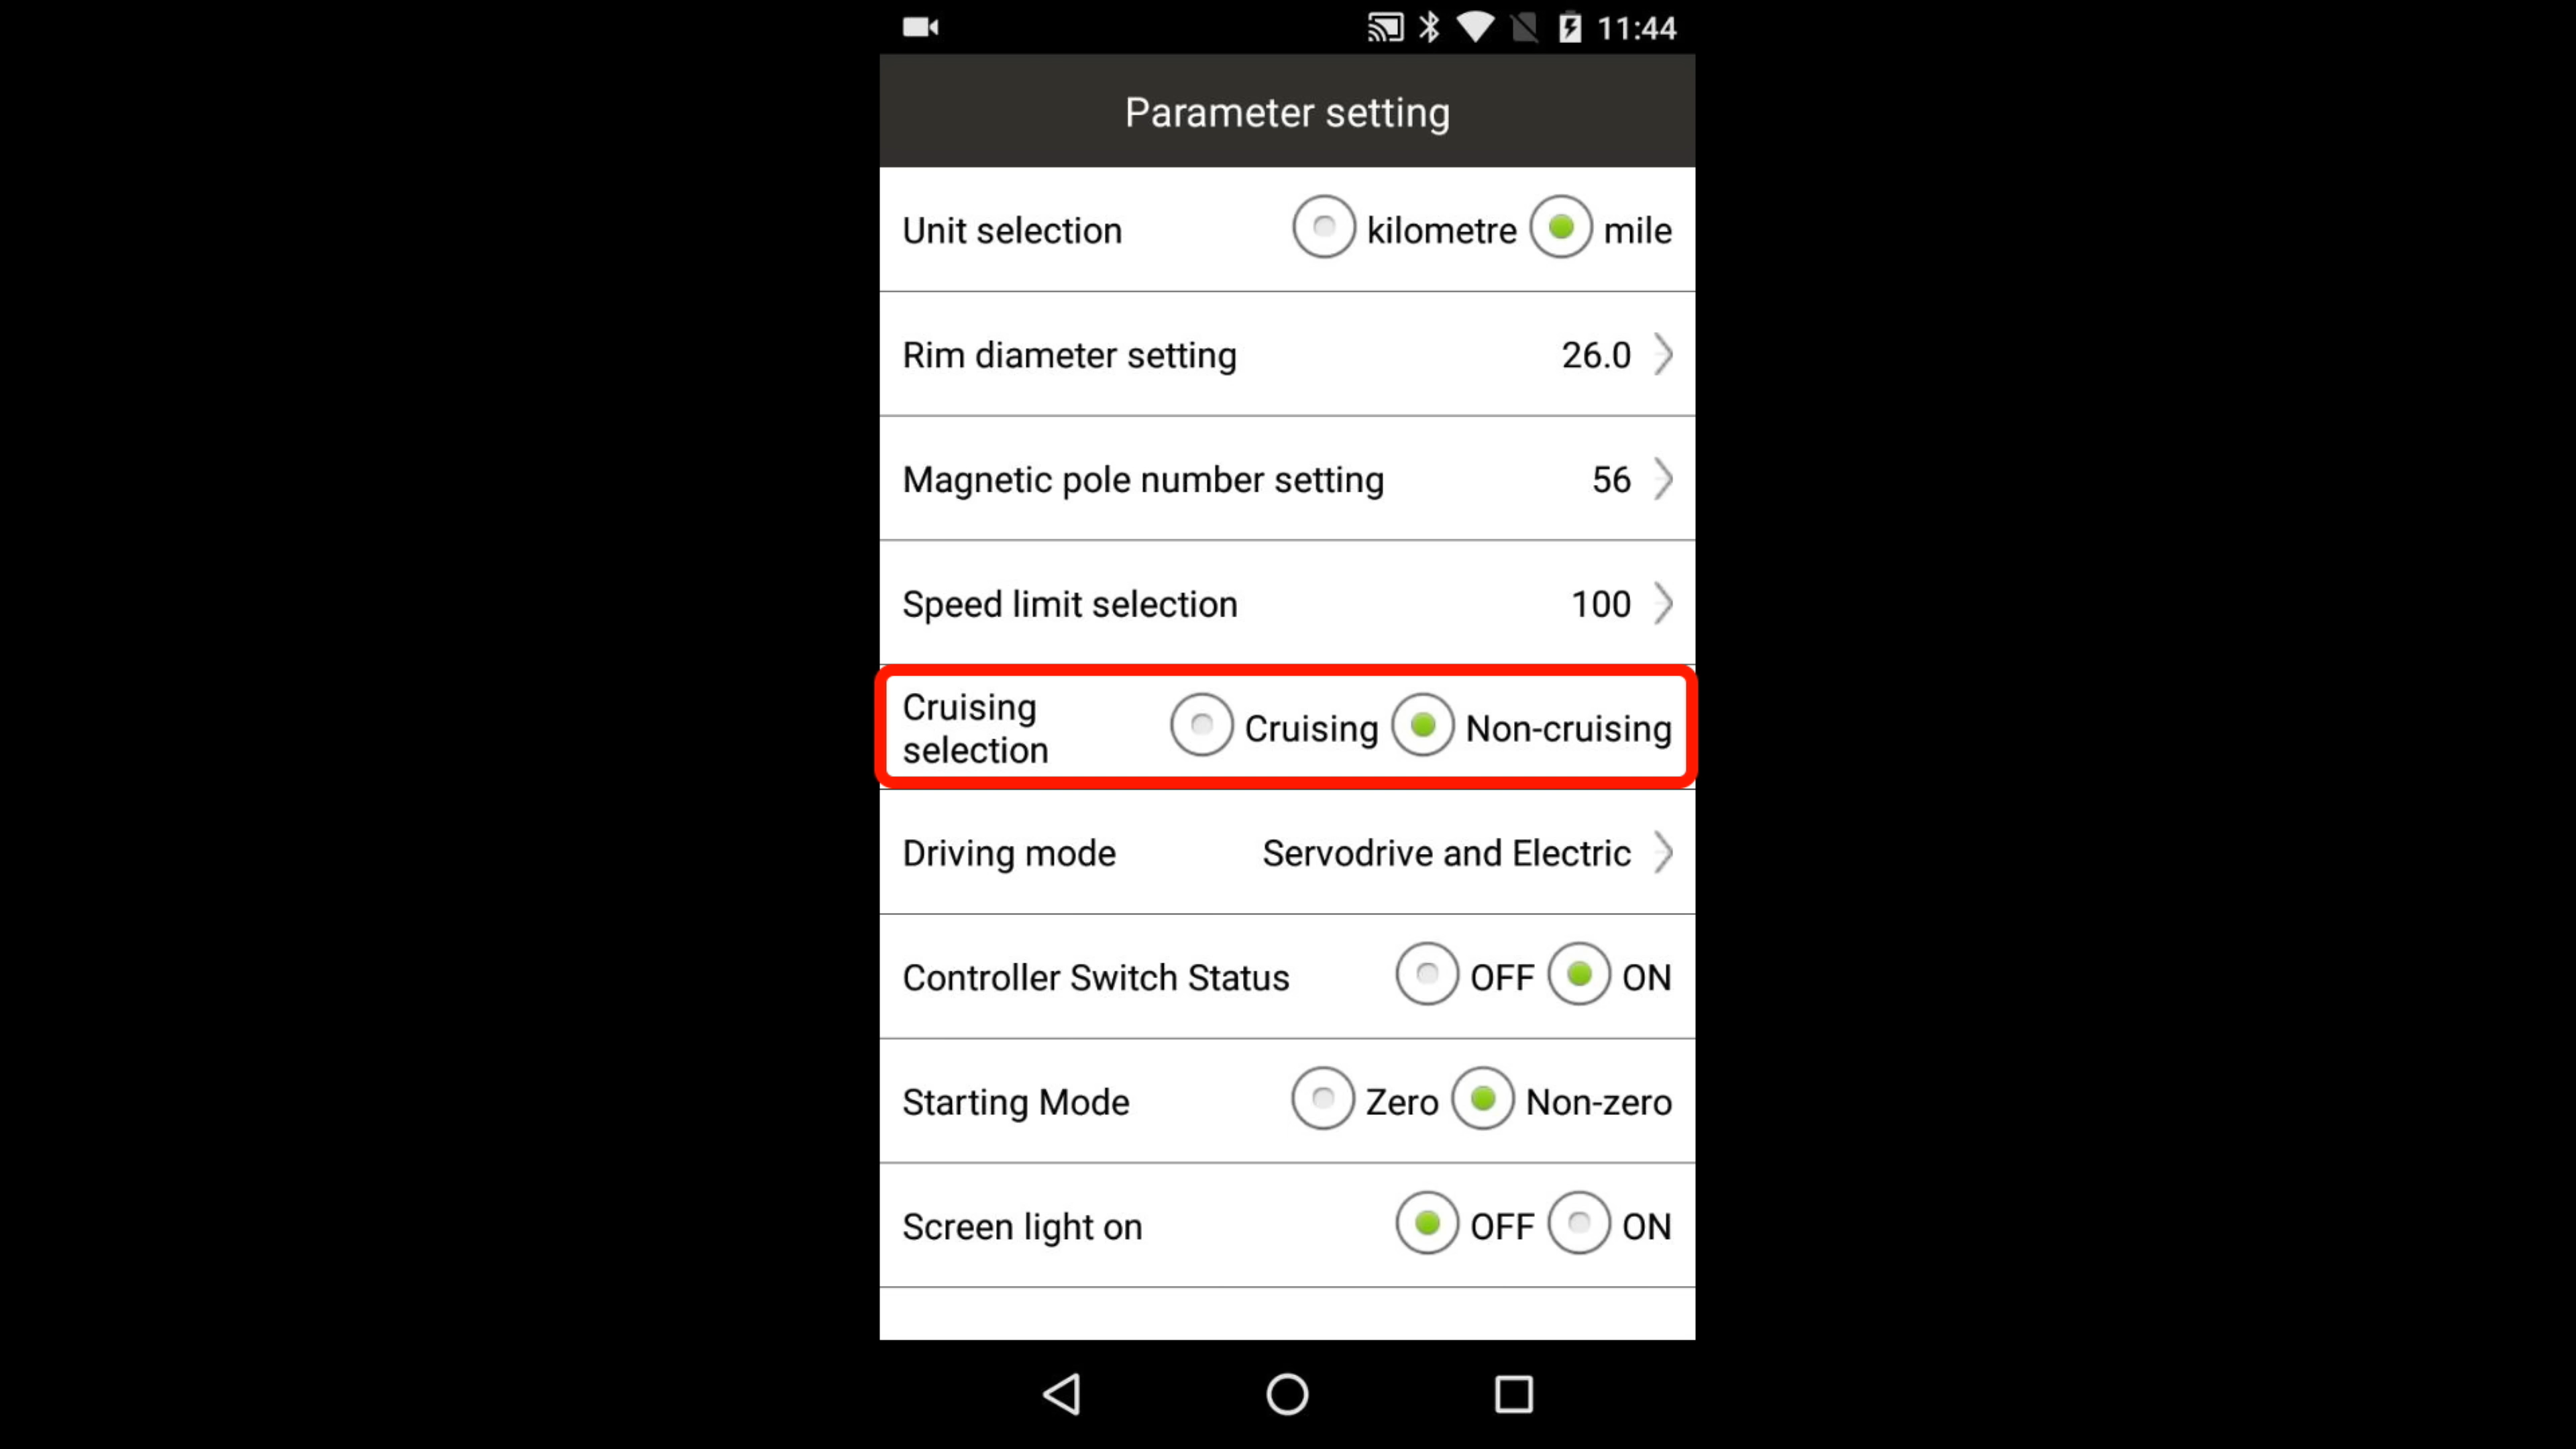 11:44
Parameter setting
Unit selection kilometre mile
Rim diameter setting 26.0
Magnetic pole number setting 56
Speed limit selection 100
Cruising
selection
Cruising Non-cruising
Driving mode Servodrive and Electric
Controller Switch Status OFF ON
Starting Mode Zero Non-zero
Screen light on OFF ON